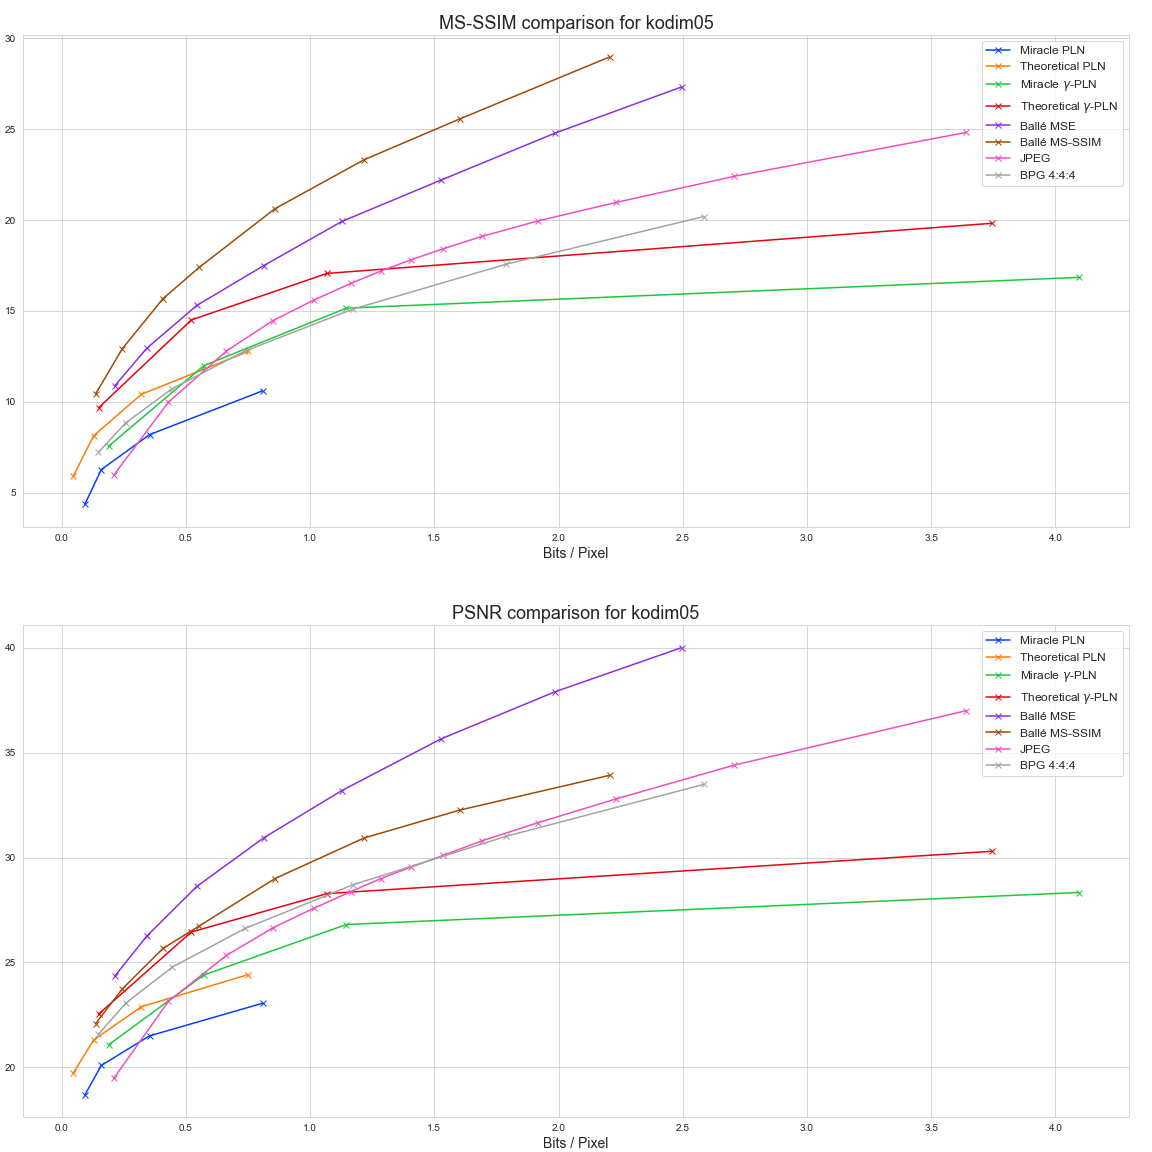 MS-SSIM comparison for kodim05
30
25
20
15
10
5
0.0 0.5 1.0 1.5 2.0 2.5 3.0 3.5 4.0
Bits / Pixel
Miracle PLN
Theoretical PLN
Miracle γ-PLN
Theoretical γ-PLN
Ballé MSE
Ballé MS-SSIM
JPEG
BPG 4:4:4
PSNR comparison for kodim05
40
35
30
25
20
0.0 0.5 1.0 1.5 2.0 2.5 3.0 3.5 4.0
Bits / Pixel
Miracle PLN
Theoretical PLN
Miracle γ-PLN
Theoretical γ-PLN
Ballé MSE
Ballé MS-SSIM
JPEG
BPG 4:4:4